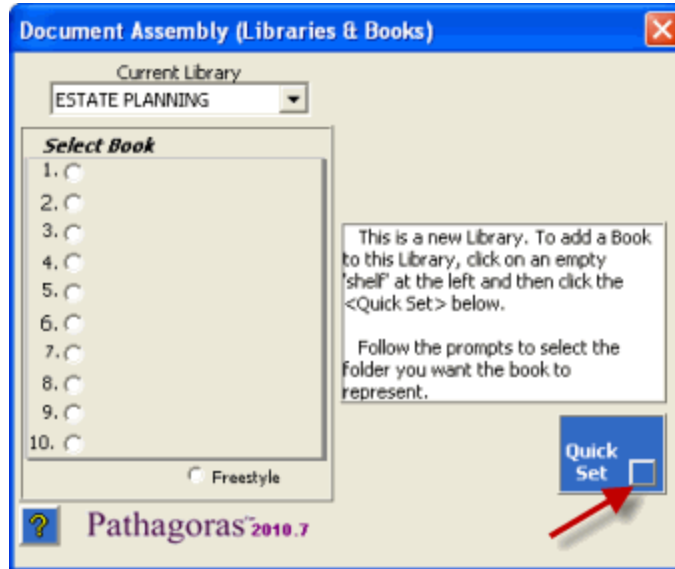 Document Assembly (Libraries & Books)
Current Library
ESTATE PLANNING
Select Book
1.
2.
3.
4.
5.
6.
7.
8.
9.
10.
Freestyle
This is a new Library. To add a Book
to this Library, click on an empty
'shelf' at the left and then click the
<Quick Set> below.
Follow the prompts to select the
folder you want the book to
represent.
Quick
Set
?
Pathagoras™2010.7